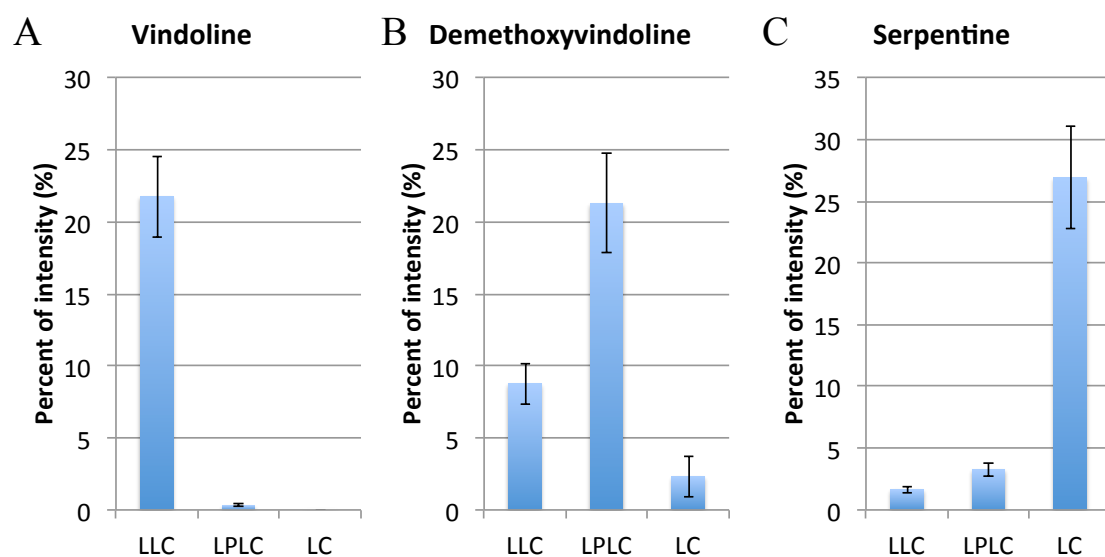 A Vindoline
Percent of intensity (%)
30
25
20
15
10
5
0
LLC LPLC LC
B Demethoxyvindoline
Percent of intensity (%)
30
25
20
15
10
5
0
LLC LPLC LC
C Serpentine
Percent of intensity (%)
35
30
25
20
15
10
5
0
LLC LPLC LC